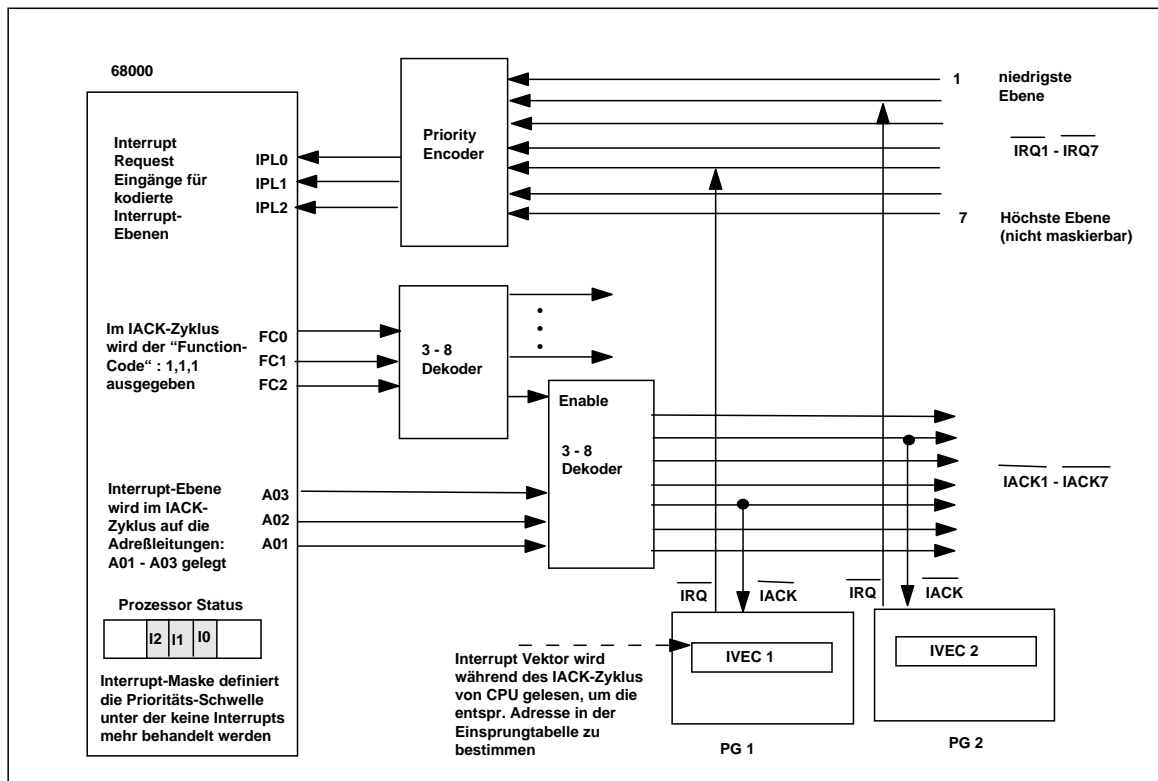 68000
Interrupt
Request
Eingänge für
kodierte
Interrupt-
Ebenen
IPL0
IPL1
IPL2
Priority
Encoder
1
niedrigste
Ebene
IRQ1 - IRQ7
7
Höchste Ebene
(nicht maskierbar)
Im IACK-Zyklus
wird der “Function-
Code“ : 1,1,1
ausgegeben
FC0
FC1
FC2
3 - 8
Dekoder
Enable
3 - 8
Dekoder
Interrupt-Ebene
wird im IACK-
Zyklus auf die
Adreßleitungen:
A01 - A03 gelegt
A03
A02
A01
IACK1 - IACK7
Prozessor Status
I2 I1 I0
Interrupt-Maske definiert
die Prioritäts-Schwelle
unter der keine Interrupts
mehr behandelt werden
IRQ
IACK
IRQ
IACK
IVEC 1
IVEC 2
Interrupt Vektor wird
während des IACK-Zyklus
von CPU gelesen, um die
entspr. Adresse in der
Einsprungtabelle zu
bestimmen
PG 1
PG 2